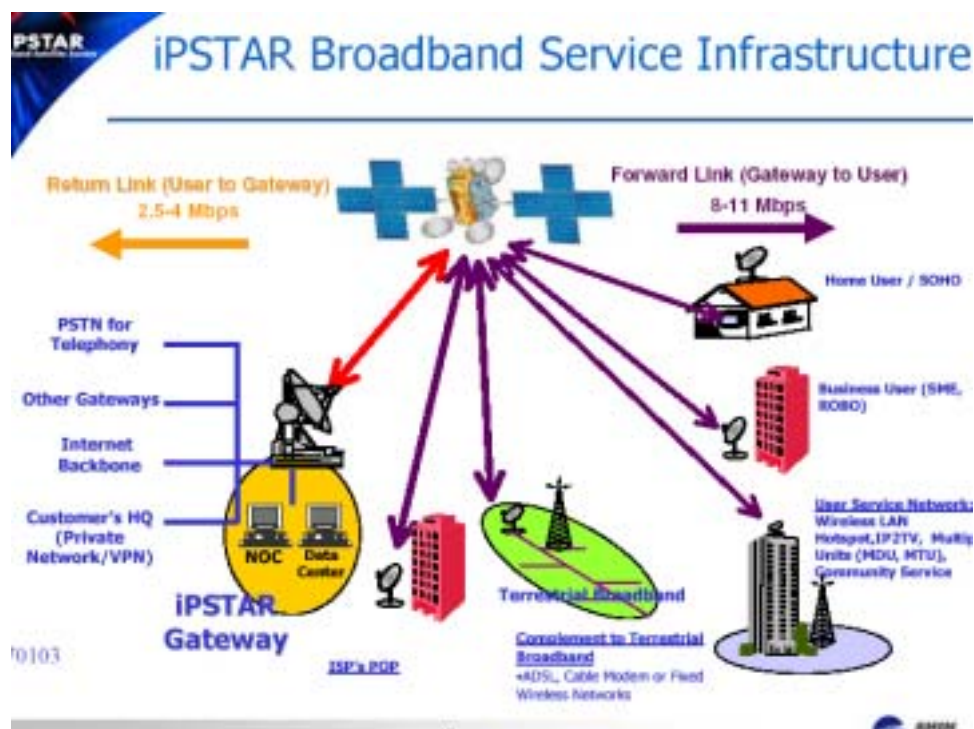 iPSTAR Broadband Service Infrastructure
PSTAR
Return Link (User to Gateway)
2.5-4 Mbps
Forward Link (Gateway to User)
8-11 Mbps
Home User / SOHO
PSTN for
Telephony
Other Gateways
Internet
Backbone
Customer's HQ
(Private
Network/VPN)
Business User (SME,
ROBO)
NOC
Data
Center
iPSTAR
Gateway
ISP's POP
Terrestrial Broadband
Complement to Terrestrial
Broadband
•ADSL, Cable Modem or Fixed
Wireless Networks
User Service Network:
Wireless LAN
Hotspot,IP2TV, Multip
Units (MDU, MTU),
Community Service
70103